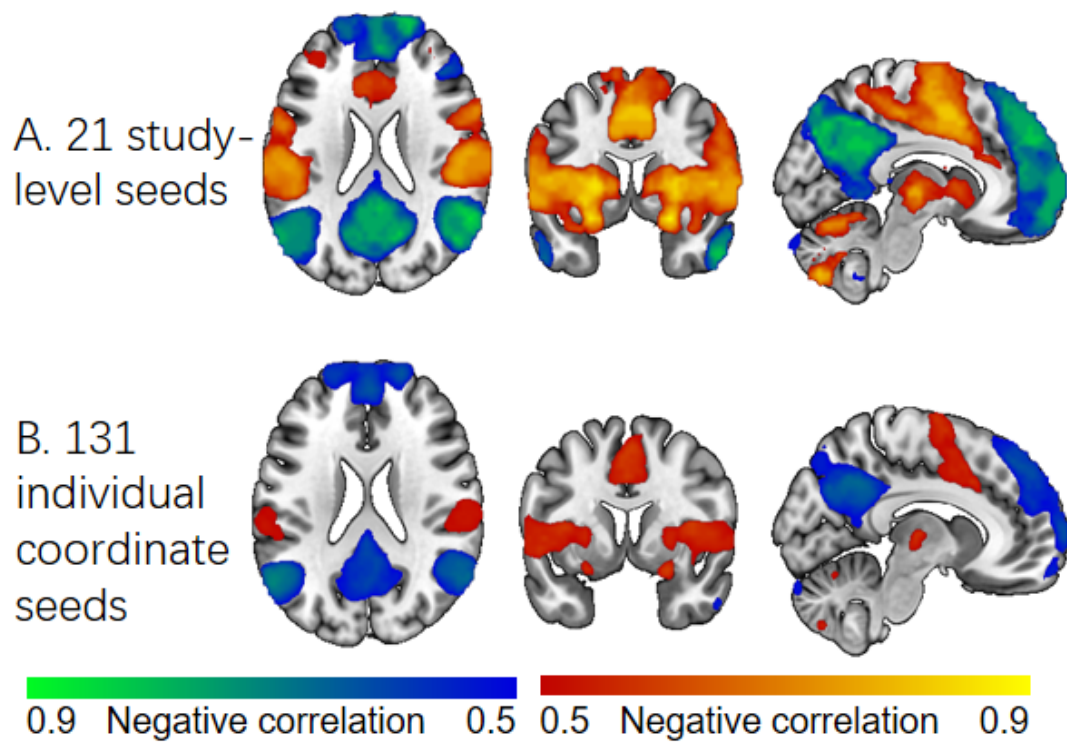 A. 21 study-
level seeds
B. 131
individual
coordinate
seeds
0.9 Negative correlation 0.5
0.5 Negative correlation 0.9